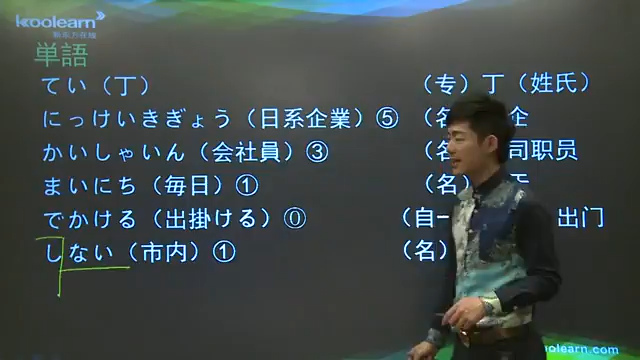 koolearn
新东方在线
単語
てい（丁） （专）丁（姓氏）
にっけいきぎょう（日系企業）⑤ （名 企
かいしゃいん（会社員）③ （名 司职员
まいにち（毎日）① （名）
でかける（出掛ける）⓪ （自一 出门
しない（市内）① （名）
oolearn.com